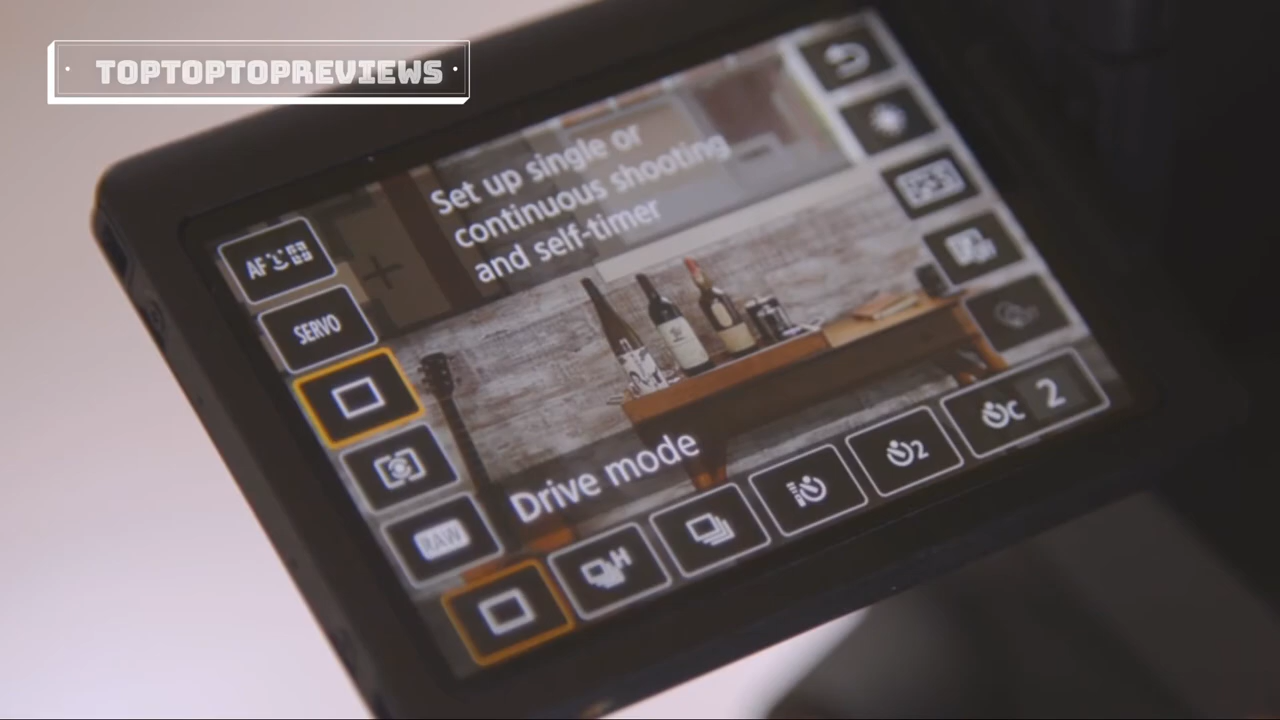 TOPTOPTOPREVIEWS
Set up single or
continuous shooting
and self-timer
AF
SERVO
RAW
Drive mode
H
2
C 2